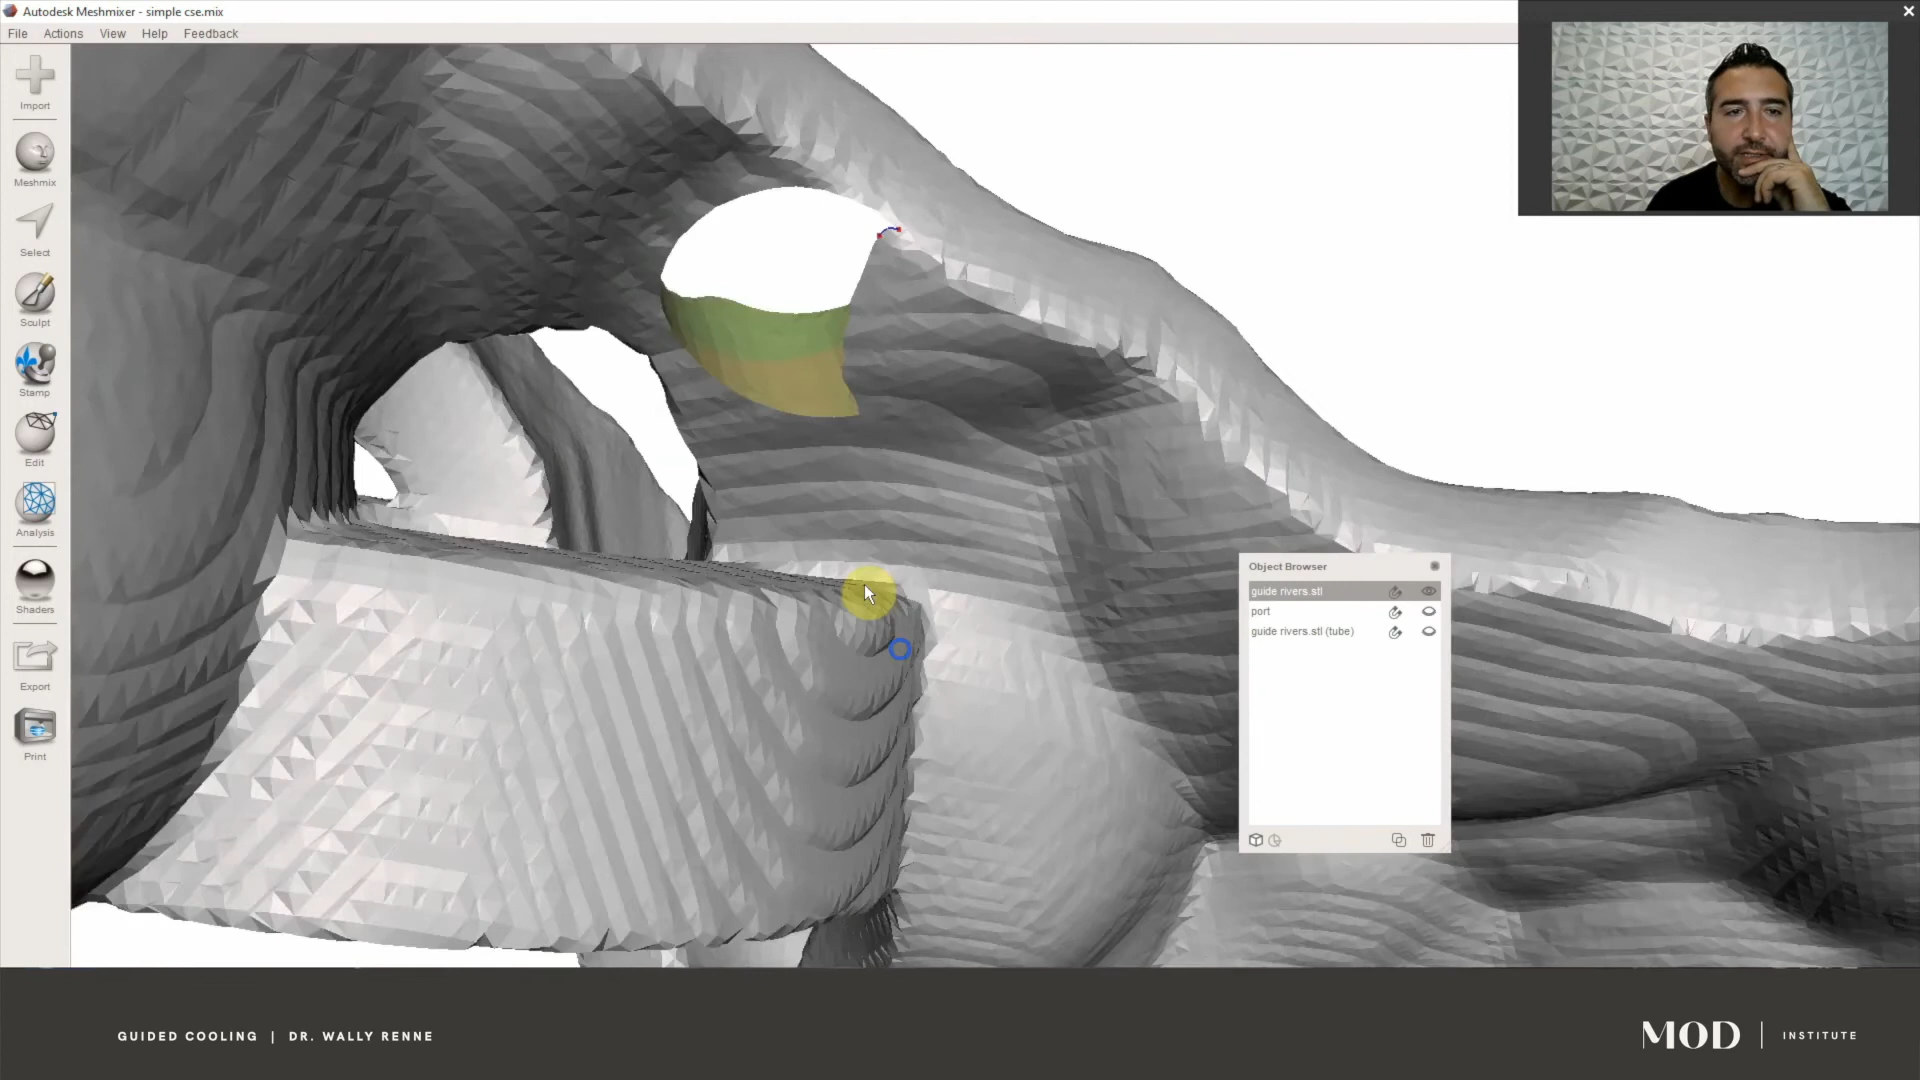 Autodesk Meshmixer - simple cse.mix
File Actions View Help Feedback
Import
Meshmix
Select
Sculpt
Stamp
Edit
Analysis
Shaders
Export
Print
Object Browser
guide rivers.stl
port
guide rivers.stl (tube)
GUIDED COOLING | DR. WALLY RENNE
MOD | INSTITUTE